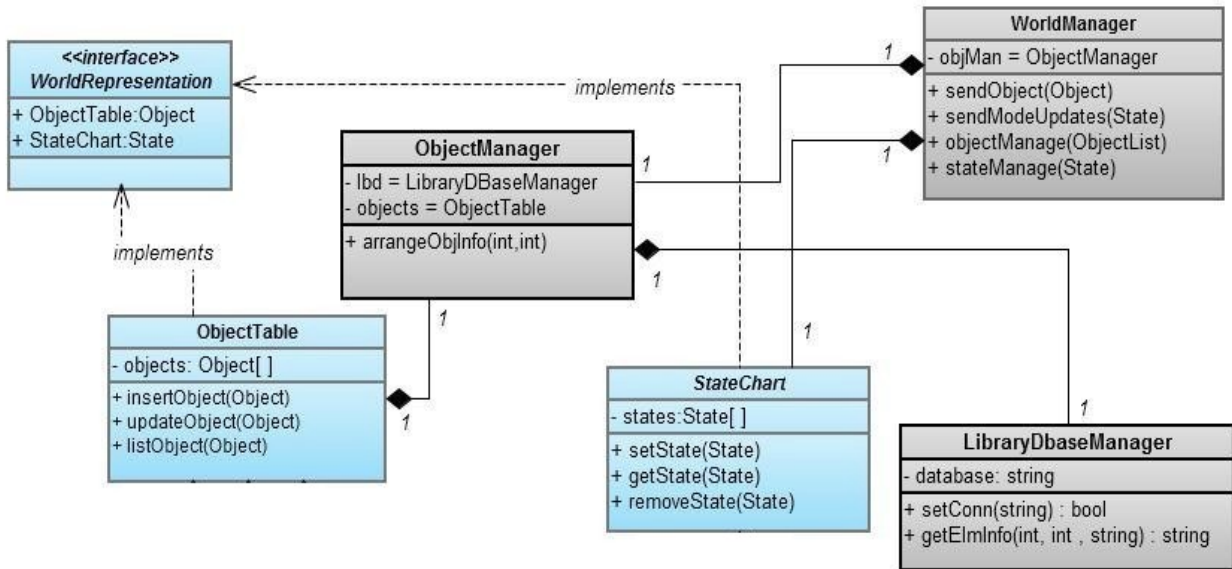 <<interface>>
WorldRepresentation
+ ObjectTable:Object
+ StateChart:State
implements
ObjectTable
- objects: Object[ ]
+ insertObject(Object)
+ updateObject(Object)
+ listObject(Object)
1
1
ObjectManager
- lbd = LibraryDBaseManager
- objects = ObjectTable
+ arrangeObjInfo(int,int)
1
1
implements
WorldManager
- objMan = ObjectManager
+ sendObject(Object)
+ sendModeUpdates(State)
+ objectManage(ObjectList)
+ stateManage(State)
1
1
1
StateChart
- states:State[ ]
+ setState(State)
+ getState(State)
+ removeState(State)
1
LibraryDbaseManager
- database: string
+ setConn(string) : bool
+ getElmInfo(int, int , string) : string